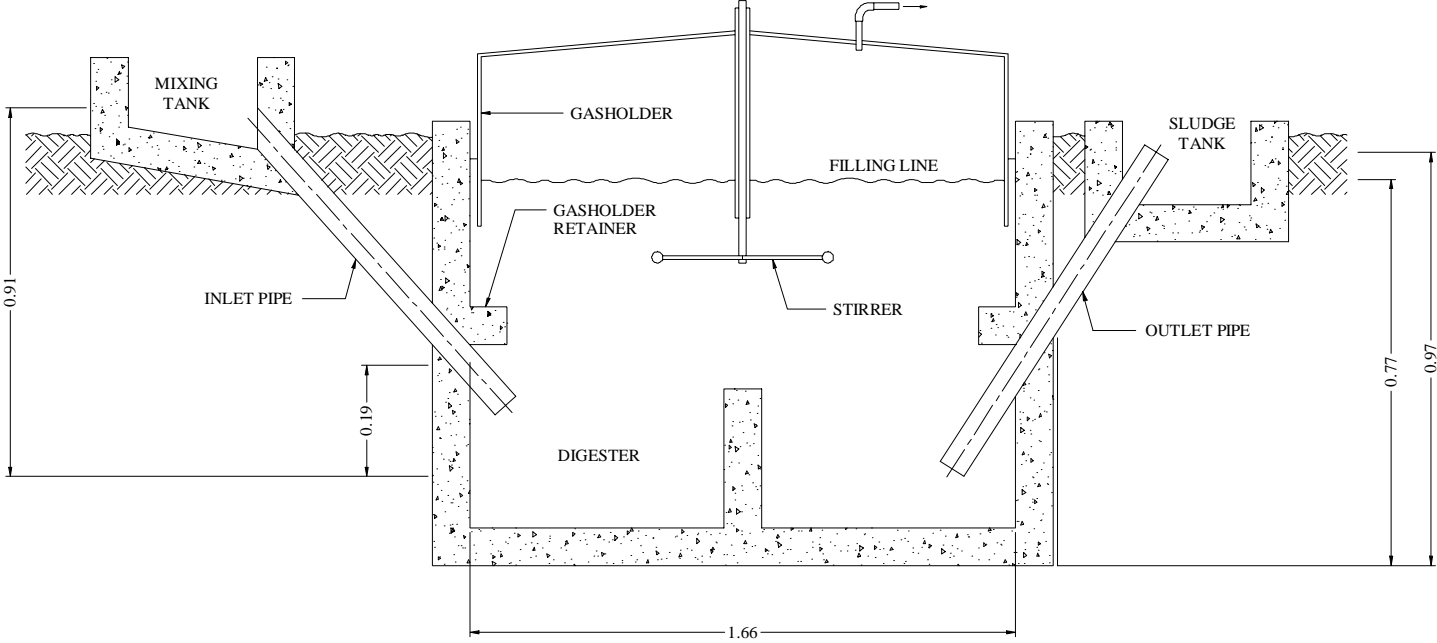 MIXING
TANK
GASHOLDER
SLUDGE
TANK
FILLING LINE
GASHOLDER
RETAINER
INLET PIPE
STIRRER
OUTLET PIPE
0.91
0.19
0.77
0.97
DIGESTER
1.66